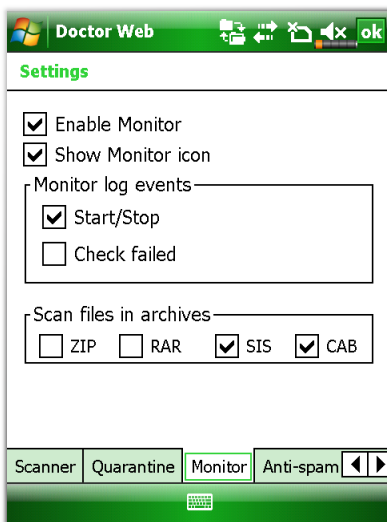 Doctor Web
ok
Settings
Enable Monitor
Show Monitor icon
Monitor log events
Start/Stop
Check failed
Scan files in archives
ZIP RAR SIS CAB
Scanner Quarantine Monitor Anti-spam